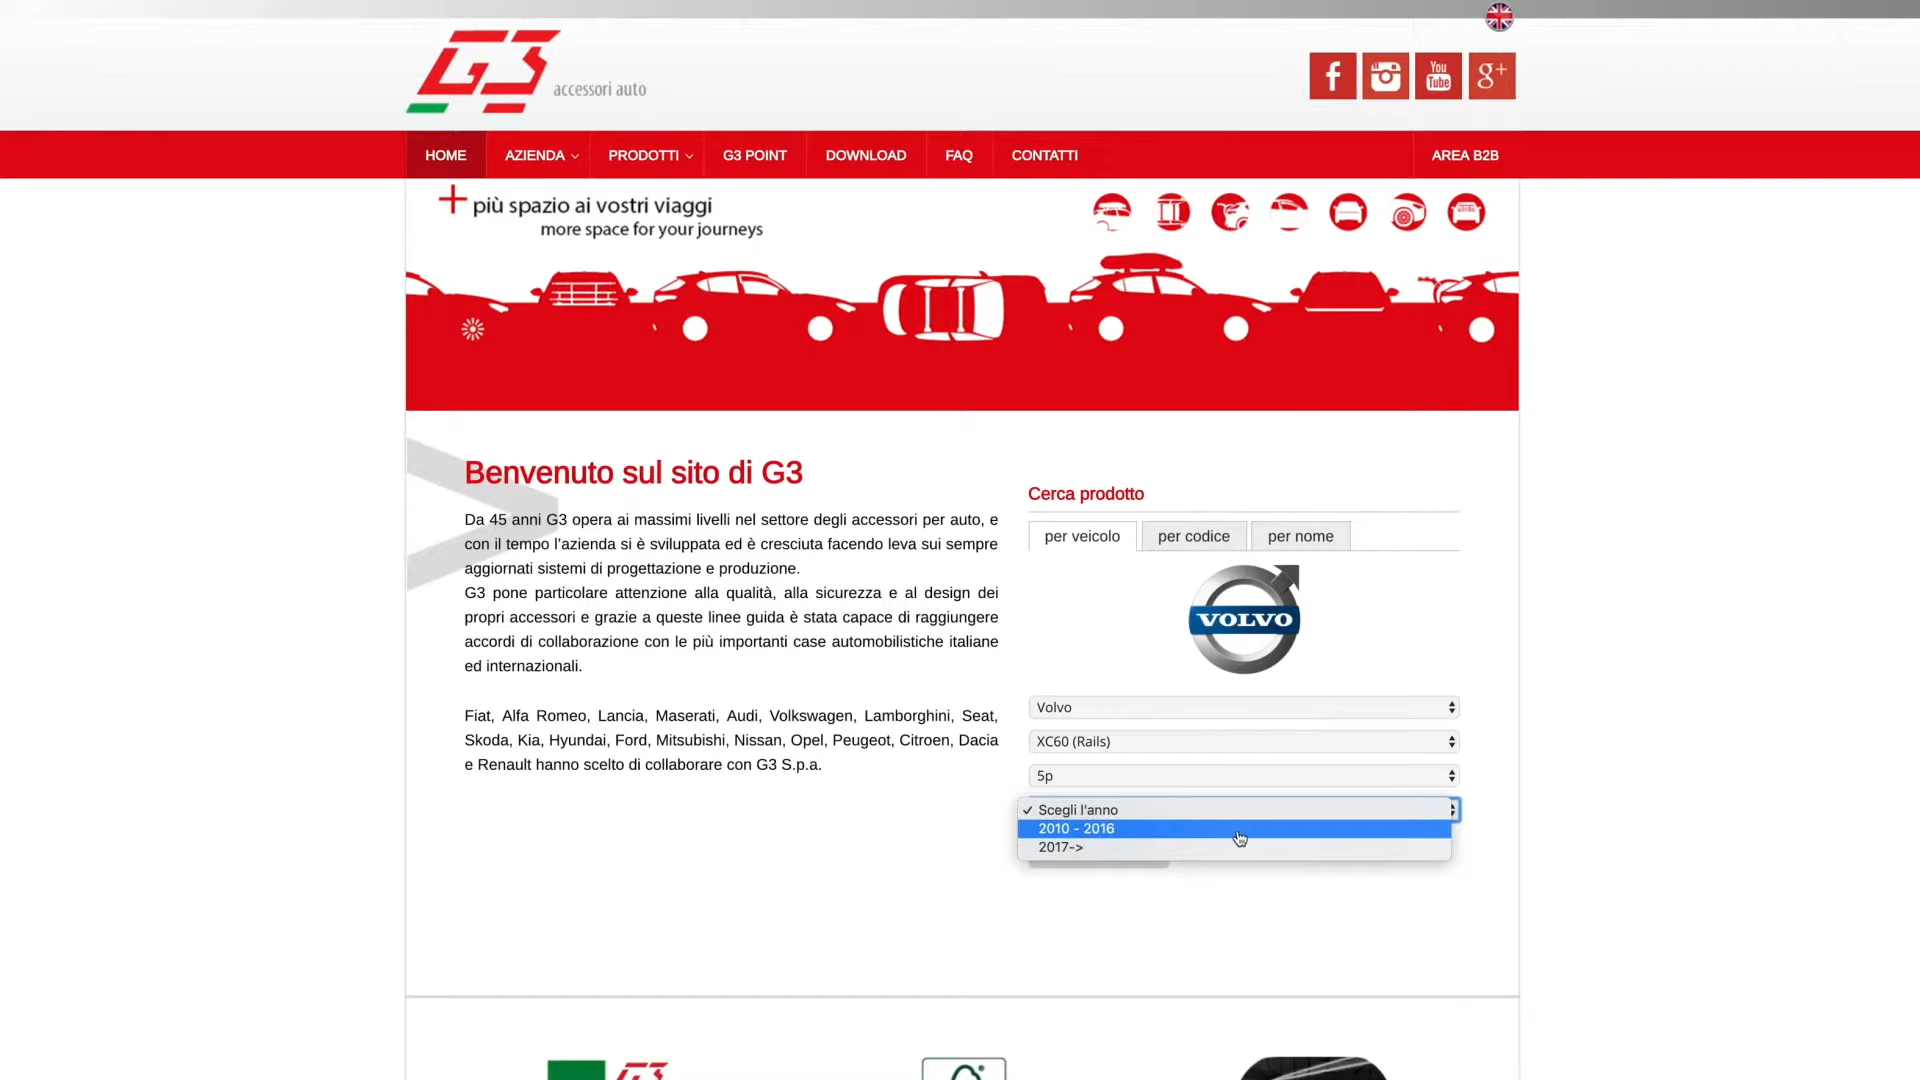 G3 accessori auto
f
You
Tube
g+
HOME AZIENDA PRODOTTI G3 POINT DOWNLOAD FAQ CONTATTI AREA B2B
+ più spazio ai vostri viaggi
more space for your journeys
Benvenuto sul sito di G3
Da 45 anni G3 opera ai massimi livelli nel settore degli accessori per auto, e
con il tempo l'azienda si è sviluppata ed è cresciuta facendo leva sui sempre
aggiornati sistemi di progettazione e produzione.
G3 pone particolare attenzione alla qualità, alla sicurezza e al design dei
propri accessori e grazie a queste linee guida è stata capace di raggiungere
accordi di collaborazione con le più importanti case automobilistiche italiane
ed internazionali.
Fiat, Alfa Romeo, Lancia, Maserati, Audi, Volkswagen, Lamborghini, Seat,
Skoda, Kia, Hyundai, Ford, Mitsubishi, Nissan, Opel, Peugeot, Citroen, Dacia
e Renault hanno scelto di collaborare con G3 S.p.a.
Cerca prodotto
per veicolo per codice per nome
VOLVO
Volvo
XC60 (Rails)
5p
✓ Scegli l'anno
2010 - 2016
2017->
G3